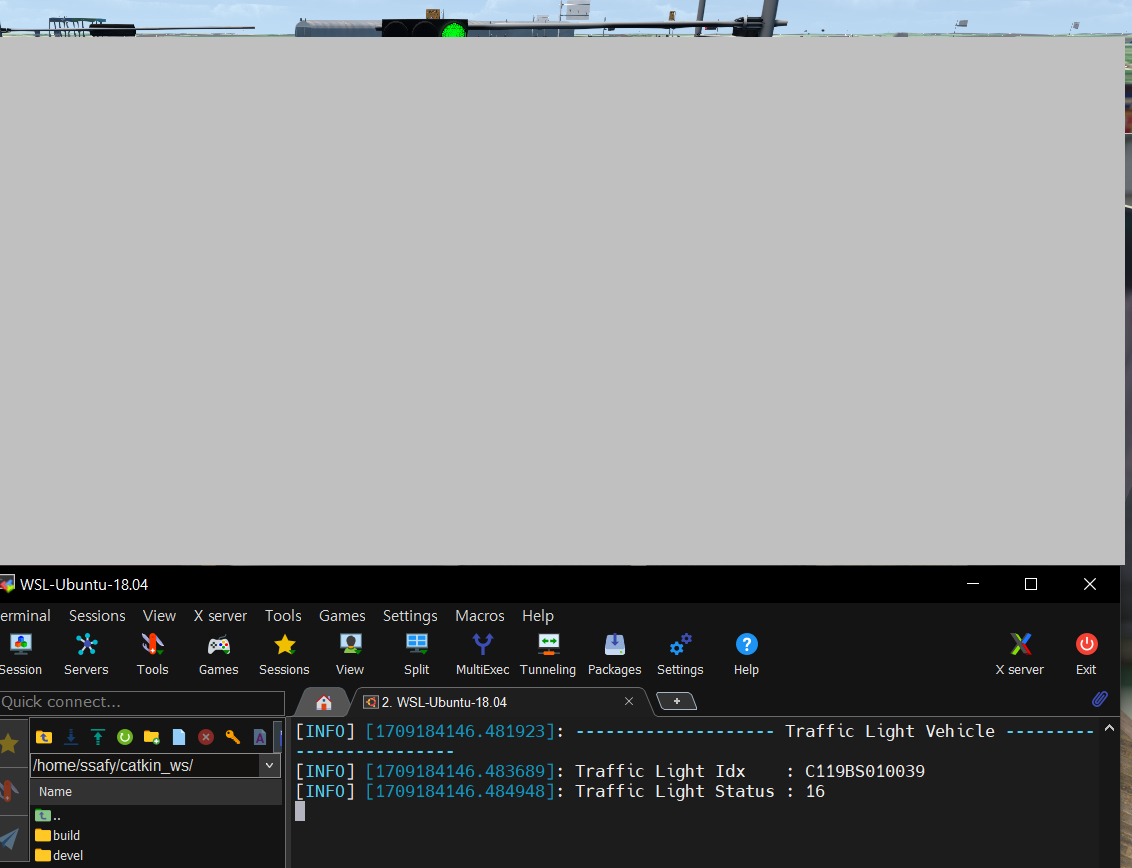 WSL-Ubuntu-18.04
erminal Sessions View X server Tools Games Settings Macros Help
Session Servers Tools Games Sessions View Split MultiExec Tunneling Packages Settings Help X server Exit
Quick connect...
2. WSL-Ubuntu-18.04
/home/ssafy/catkin_ws/
Name
..
build
devel
[INFO] [1709184146.481923]: -------------------- Traffic Light Vehicle ---------
----------------
[INFO] [1709184146.483689]: Traffic Light Idx    : C119BS010039
[INFO] [1709184146.484948]: Traffic Light Status : 16